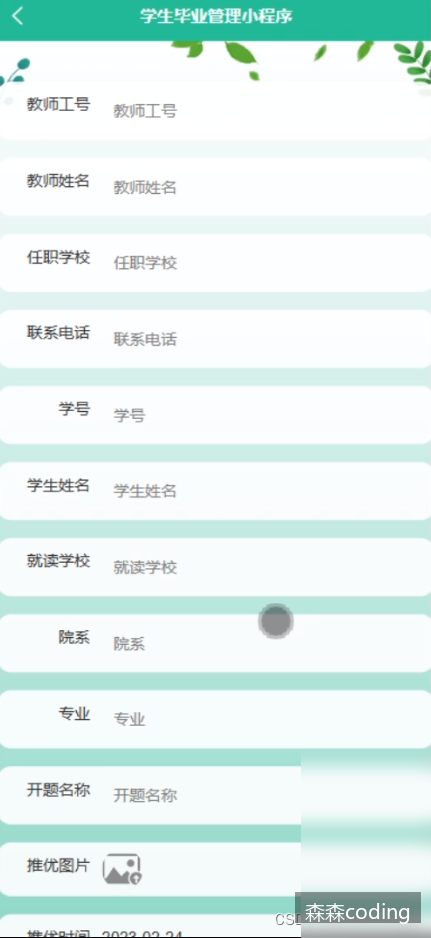 学生毕业管理小程序
教师工号 教师工号
教师姓名 教师姓名
任职学校 任职学校
联系电话 联系电话
学号 学号
学生姓名 学生姓名
就读学校 就读学校
院系 院系
专业 专业
开题名称 开题名称
推优图片
推优时间 2023-02-24
CSD
森森coding